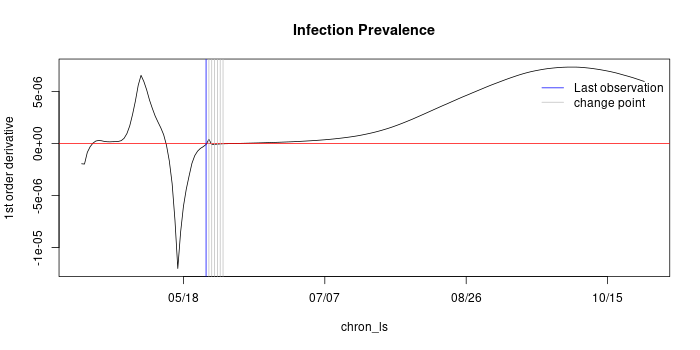 Infection Prevalence
1st order derivative
5e-06
0e+00
-5e-06
-1e-05
Last observation
change point
05/18
07/07
08/26
10/15
chron_ls